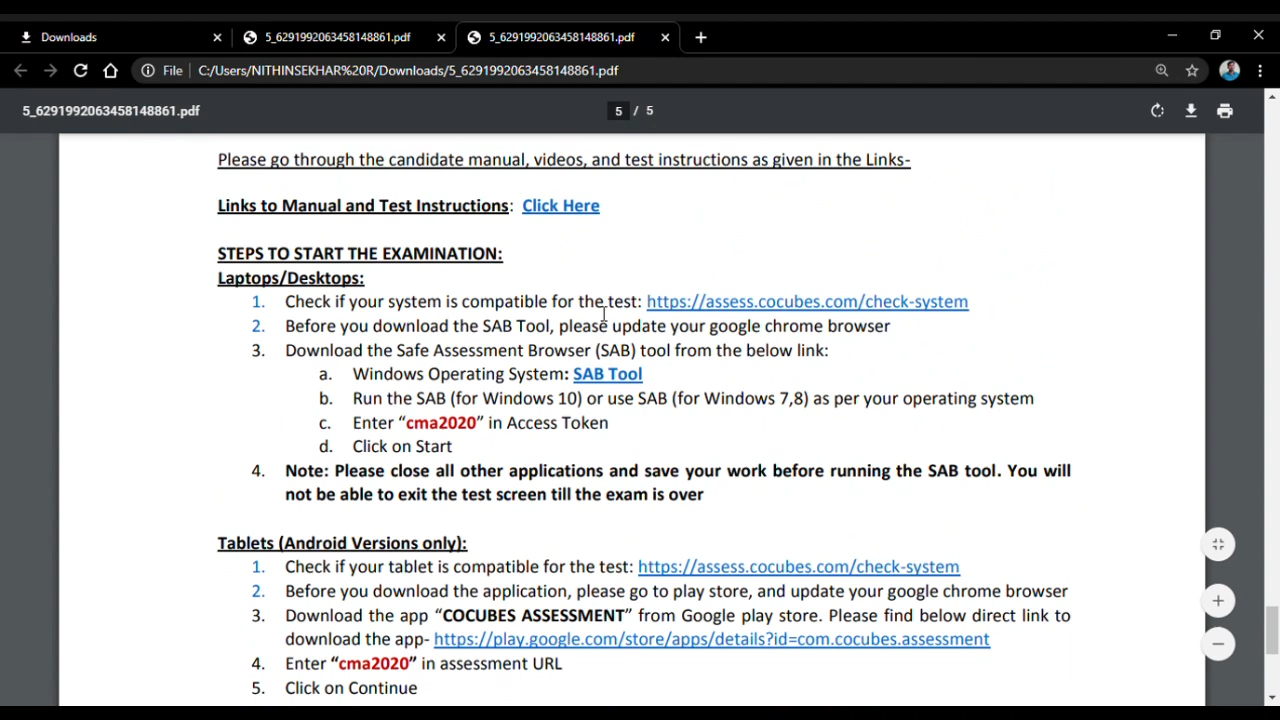 Downloads
5_6291992063458148861.pdf
5_6291992063458148861.pdf
File
C:/Users/NITHINSEKHAR%20R/Downloads/5_6291992063458148861.pdf
5_6291992063458148861.pdf
5 / 5
Please go through the candidate manual, videos, and test instructions as given in the Links-
Links to Manual and Test Instructions: Click Here
STEPS TO START THE EXAMINATION:
Laptops/Desktops:
1. Check if your system is compatible for the test: https://assess.cocubes.com/check-system
2. Before you download the SAB Tool, please update your google chrome browser
3. Download the Safe Assessment Browser (SAB) tool from the below link:
a. Windows Operating System: SAB Tool
b. Run the SAB (for Windows 10) or use SAB (for Windows 7,8) as per your operating system
c. Enter “cma2020” in Access Token
d. Click on Start
4. Note: Please close all other applications and save your work before running the SAB tool. You will
not be able to exit the test screen till the exam is over
Tablets (Android Versions only):
1. Check if your tablet is compatible for the test: https://assess.cocubes.com/check-system
2. Before you download the application, please go to play store, and update your google chrome browser
3. Download the app “COCUBES ASSESSMENT” from Google play store. Please find below direct link to
download the app- https://play.google.com/store/apps/details?id=com.cocubes.assessment
4. Enter “cma2020” in assessment URL
5. Click on Continue